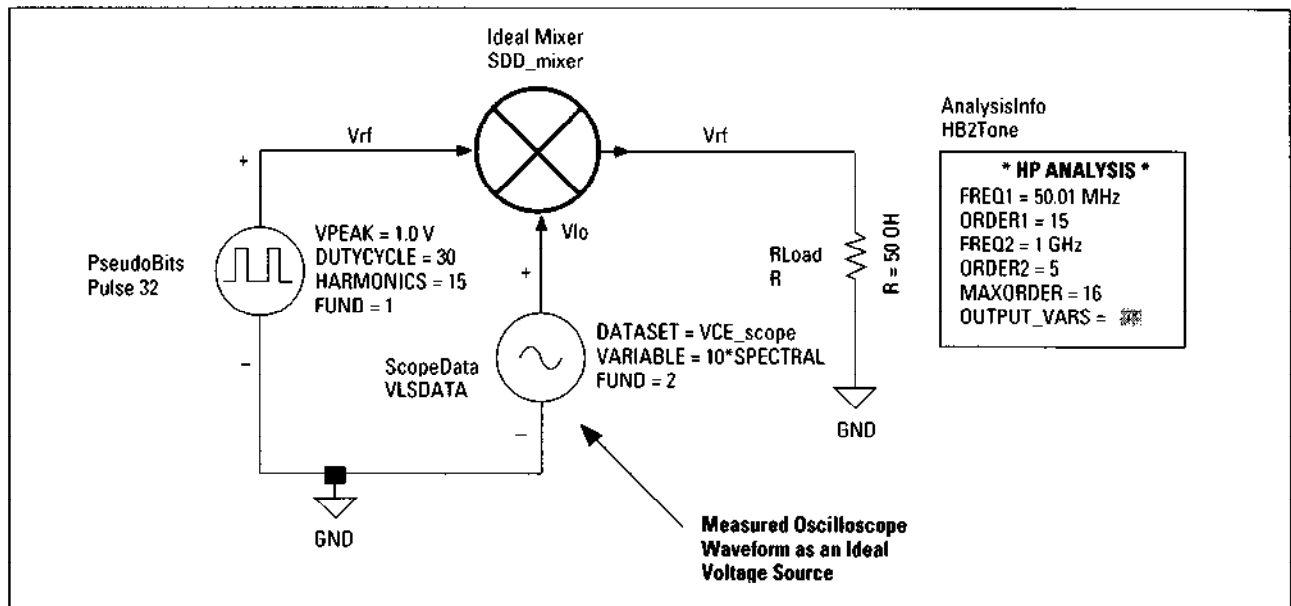 Ideal Mixer
SDD_mixer
Vrf
Vrf
+
Vlo
+
PseudoBits
Pulse 32
VPEAK = 1.0 V
DUTYCYCLE = 30
HARMONICS = 15
FUND = 1
–
ScopeData
VLSDATA
DATASET = VCE_scope
VARIABLE = 10*SPECTRAL
FUND = 2
–
RLoad
R
R = 50 OH
GND
GND
Measured Oscilloscope
Waveform as an Ideal
Voltage Source
AnalysisInfo
HB2Tone
* HP ANALYSIS *
FREQ1 = 50.01 MHz
ORDER1 = 15
FREQ2 = 1 GHz
ORDER2 = 5
MAXORDER = 16
OUTPUT_VARS =